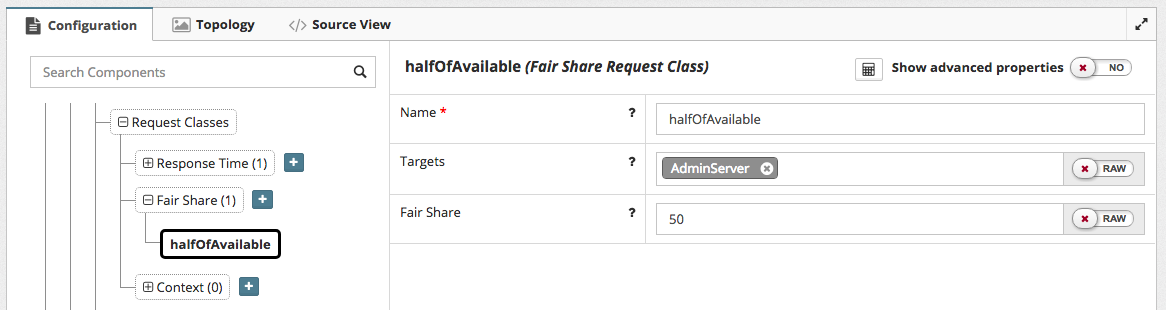 Configuration
Topology
</> Source View
Search Components
Request Classes
Response Time (1)
Fair Share (1)
halfOfAvailable
Context (0)
halfOfAvailable (Fair Share Request Class)
Show advanced properties
NO
Name * ?
halfOfAvailable
Targets ?
AdminServer
RAW
Fair Share ?
50
RAW